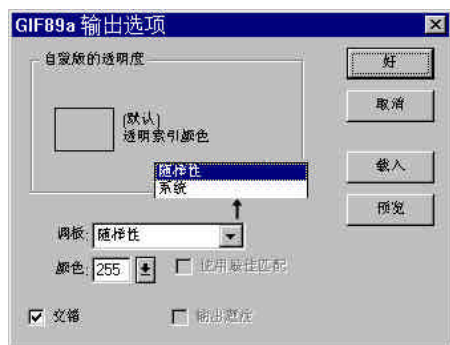 GIF89a 输出选项
自蒙版的透明度
好
取消
(默认)
透明索引颜色
载入
随样性
系统
预览
调板: 随样性
颜色: 255 使用最佳匹配
交错 输出题注